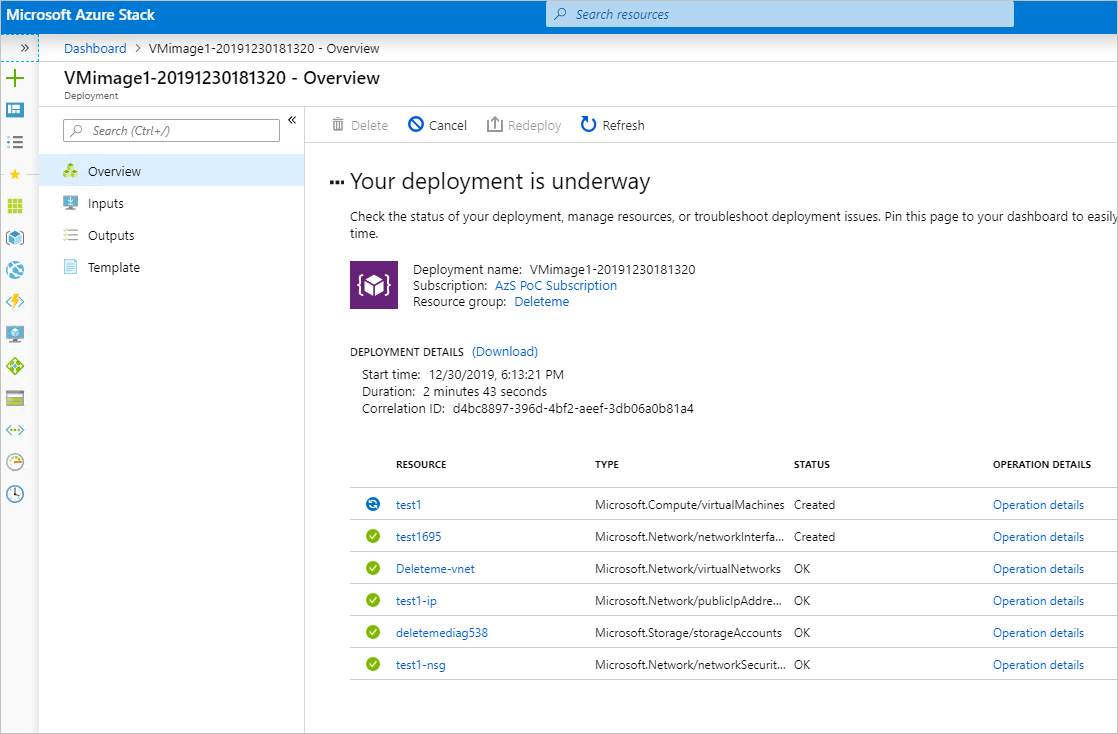 Microsoft Azure Stack
Search resources
Dashboard > VMimage1-20191230181320 - Overview
VMimage1-20191230181320 - Overview
Deployment
Search (Ctrl+/)
Overview
Inputs
Outputs
Template
Delete Cancel Redeploy Refresh
Your deployment is underway
Check the status of your deployment, manage resources, or troubleshoot deployment issues. Pin this page to your dashboard to easily
time.
Deployment name: VMimage1-20191230181320
Subscription: AzS PoC Subscription
Resource group: Deleteme
DEPLOYMENT DETAILS (Download)
Start time: 12/30/2019, 6:13:21 PM
Duration: 2 minutes 43 seconds
Correlation ID: d4bc8897-396d-4bf2-aeef-3db06a0b81a4
RESOURCE TYPE STATUS OPERATION DETAILS
test1 Microsoft.Compute/virtualMachines Created Operation details
test1695 Microsoft.Network/networkInterfa... Created Operation details
Deleteme-vnet Microsoft.Network/virtualNetworks OK Operation details
test1-ip Microsoft.Network/publicIpAddre... OK Operation details
deletemediag538 Microsoft.Storage/storageAccounts OK Operation details
test1-nsg Microsoft.Network/networkSecurit... OK Operation details